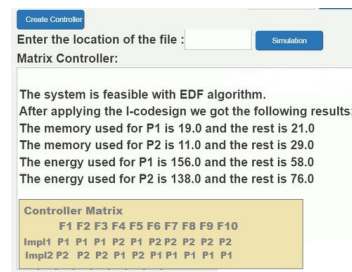 Create Controller
Enter the location of the file : Simulation
Matrix Controller:
The system is feasible with EDF algorithm.
After applying the I-codesign we got the following results:
The memory used for P1 is 19.0 and the rest is 21.0
The memory used for P2 is 11.0 and the rest is 29.0
The energy used for P1 is 156.0 and the rest is 58.0
The energy used for P2 is 138.0 and the rest is 76.0
Controller Matrix
F1 F2 F3 F4 F5 F6 F7 F8 F9 F10
Impl1 P1 P1 P1 P2 P1 P2 P2 P2 P2 P2
Impl2 P2 P2 P2 P1 P2 P1 P1 P1 P1 P1